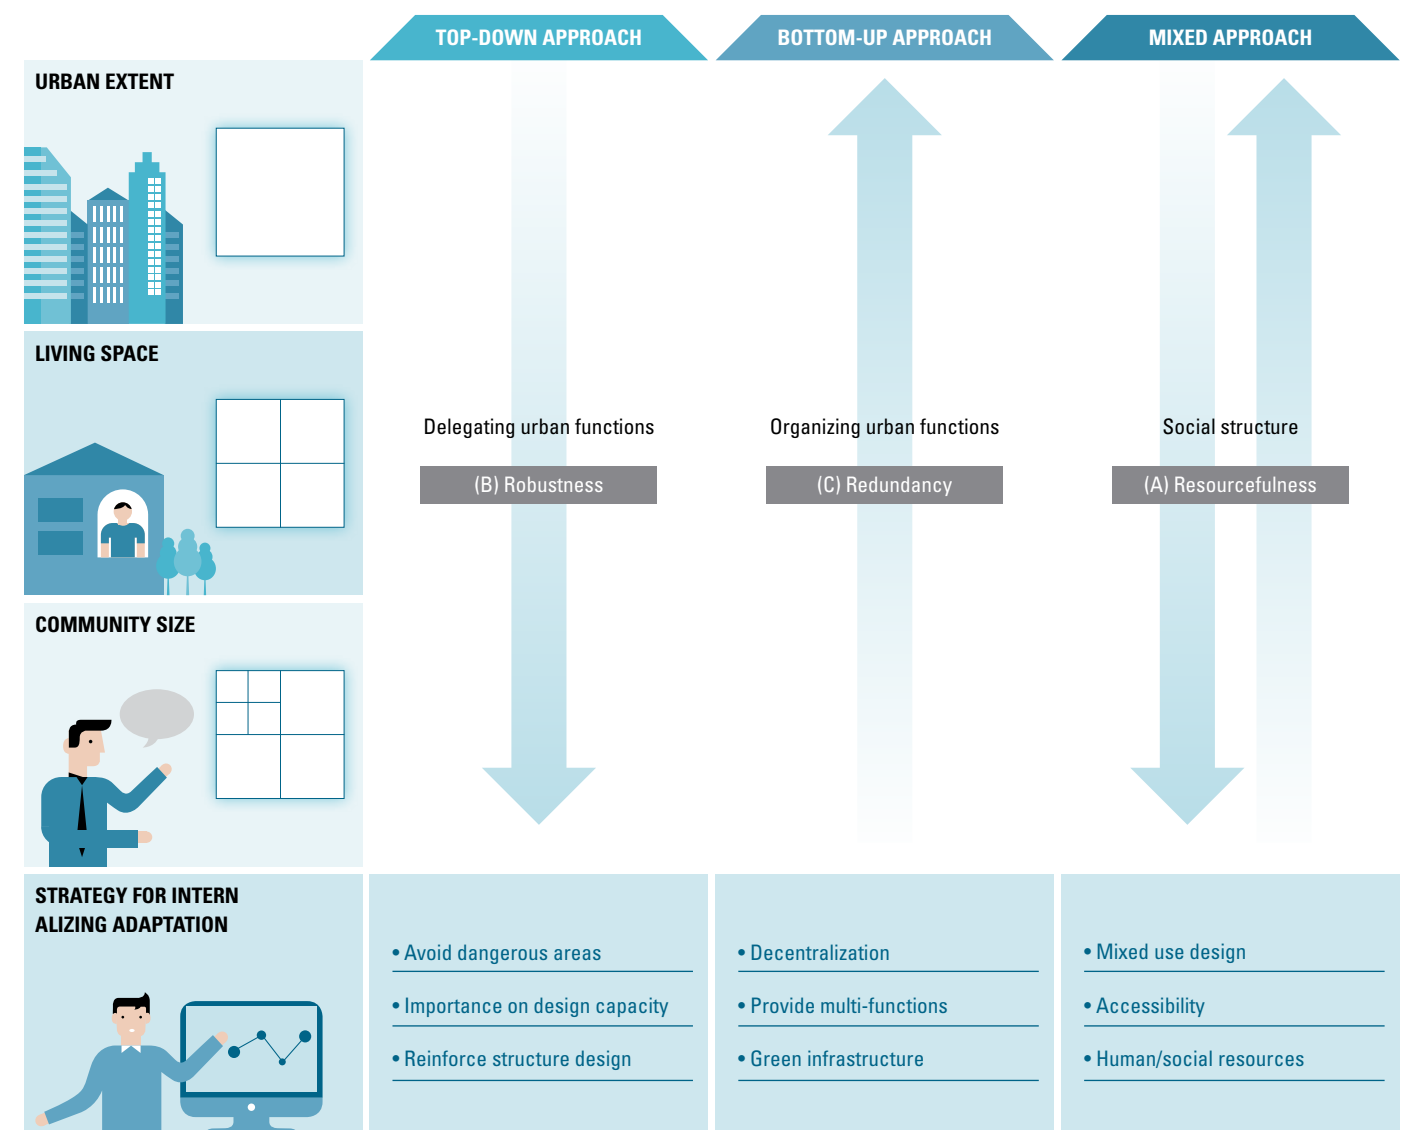 TOP-DOWN APPROACH
BOTTOM-UP APPROACH
MIXED APPROACH
URBAN EXTENT
LIVING SPACE
Delegating urban functions
Organizing urban functions
Social structure
(B) Robustness
(C) Redundancy
(A) Resourcefulness
COMMUNITY SIZE
STRATEGY FOR INTERN
ALIZING ADAPTATION
• Avoid dangerous areas
• Importance on design capacity
• Reinforce structure design
• Decentralization
• Provide multi-functions
• Green infrastructure
• Mixed use design
• Accessibility
• Human/social resources